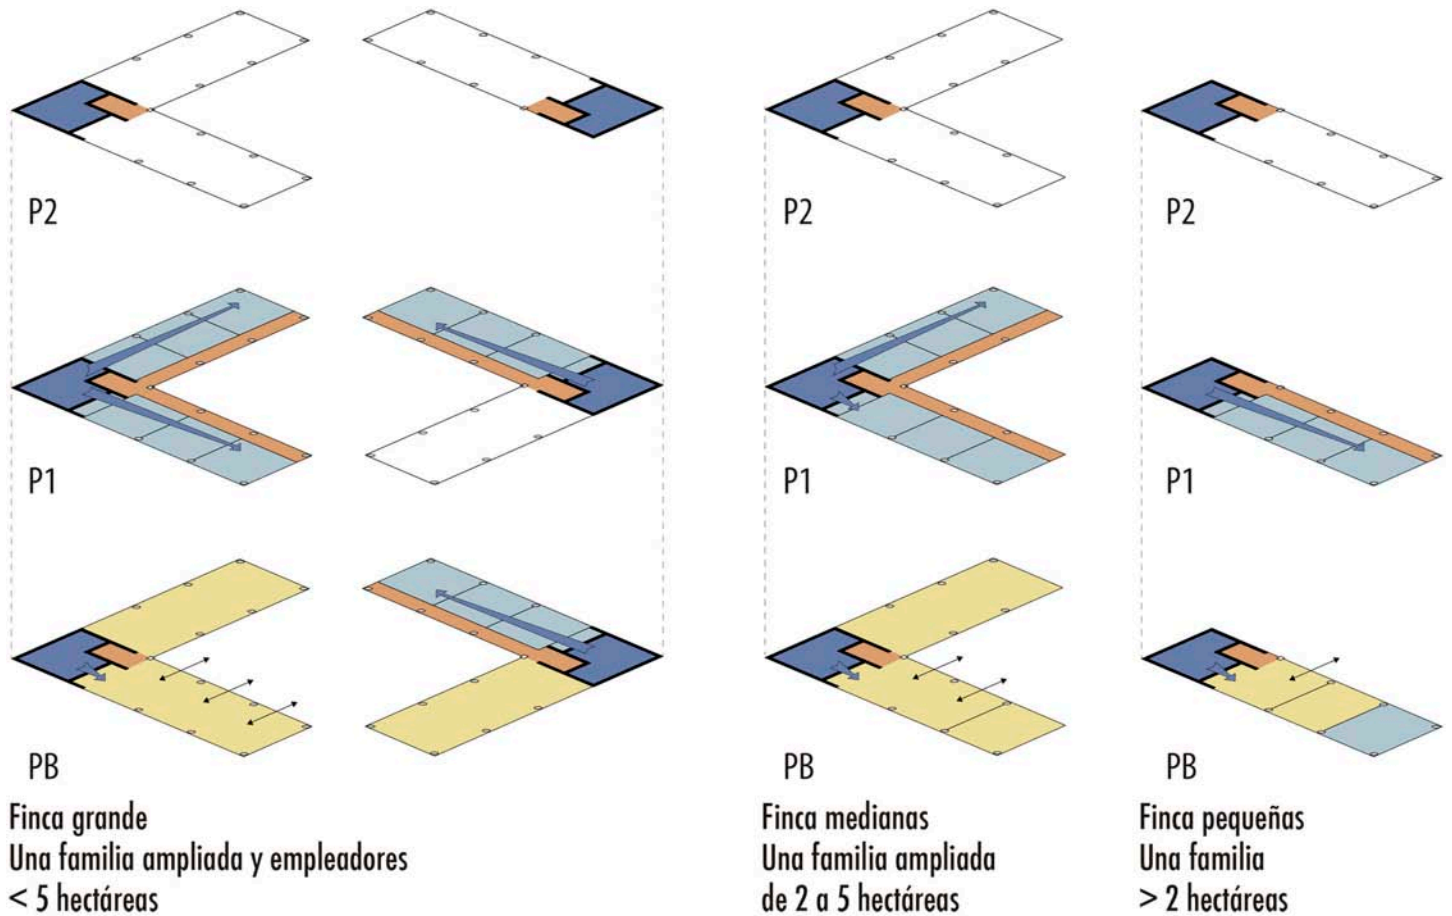 P2
P2
P2
P1
P1
P1
PB
PB
PB
Finca grande
Una familia ampliada y empleadores
< 5 hectáreas
Finca medianas
Una familia ampliada
de 2 a 5 hectáreas
Finca pequeñas
Una familia
> 2 hectáreas